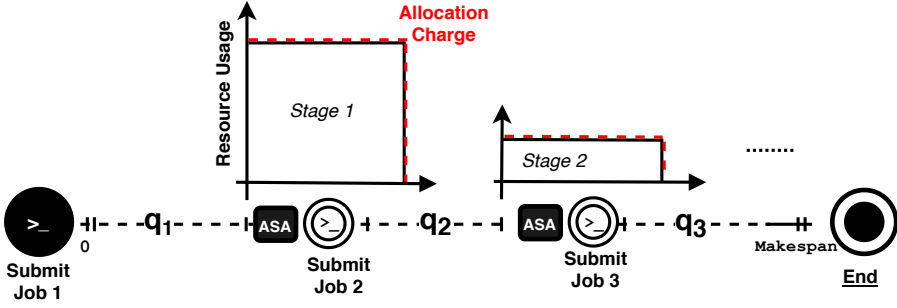 Allocation
Charge
Resource Usage
Stage 1
Stage 2
........
>_
0
q1
ASA
>_
q2
ASA
>_
q3
Makespan
Submit
Job 1
Submit
Job 2
Submit
Job 3
End